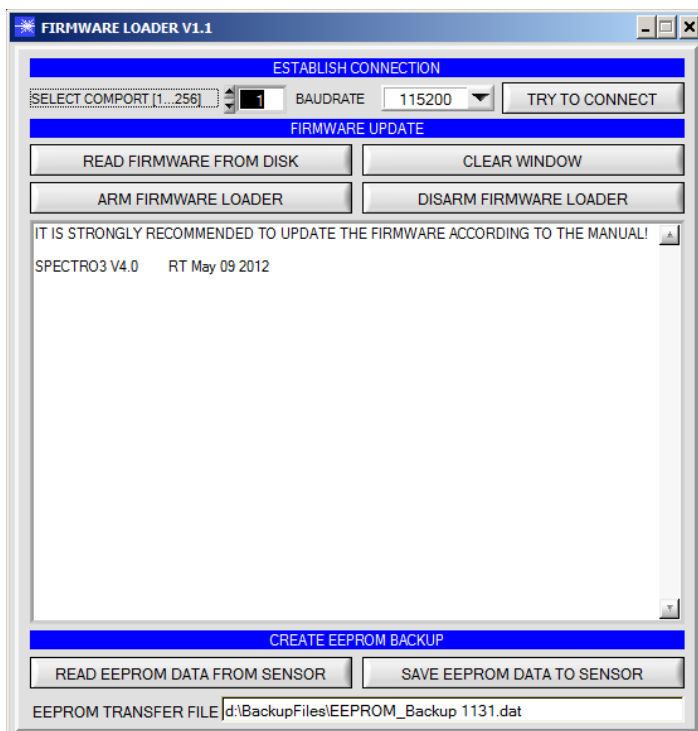 FIRMWARE LOADER V1.1
ESTABLISH CONNECTION
SELECT COMPORT [1...256] 1 BAUDRATE 115200 TRY TO CONNECT
FIRMWARE UPDATE
READ FIRMWARE FROM DISK CLEAR WINDOW
ARM FIRMWARE LOADER DISARM FIRMWARE LOADER
IT IS STRONGLY RECOMMENDED TO UPDATE THE FIRMWARE ACCORDING TO THE MANUAL!
SPECTRO3 V4.0 RT May 09 2012
CREATE EEPROM BACKUP
READ EEPROM DATA FROM SENSOR SAVE EEPROM DATA TO SENSOR
EEPROM TRANSFER FILE d:\BackupFiles\EEPROM_Backup 1131.dat